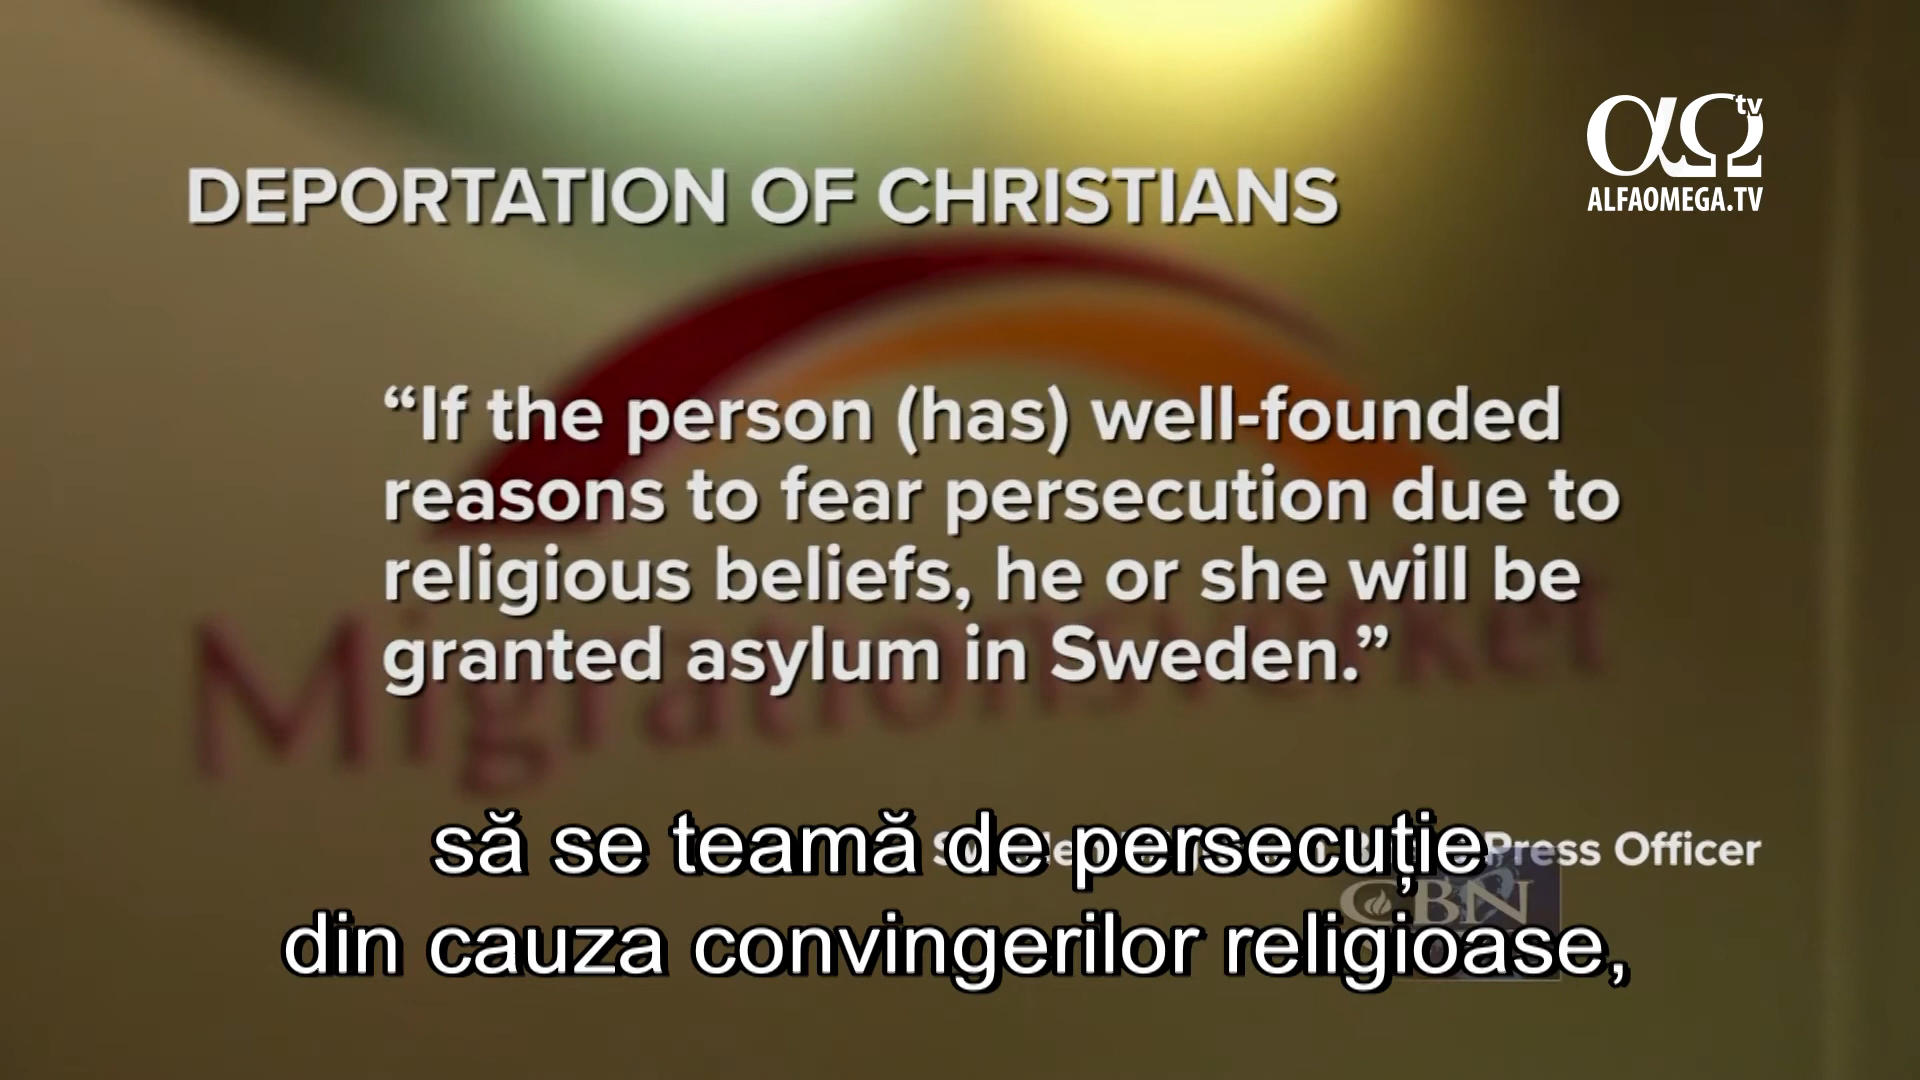 tv
ALFAOMEGA.TV
DEPORTATION OF CHRISTIANS
“If the person (has) well-founded
reasons to fear persecution due to
religious beliefs, he or she will be
granted asylum in Sweden.”
Migrationsverket
Press Officer
să se teamă de persecuție
CBN
din cauza convingerilor religioase,